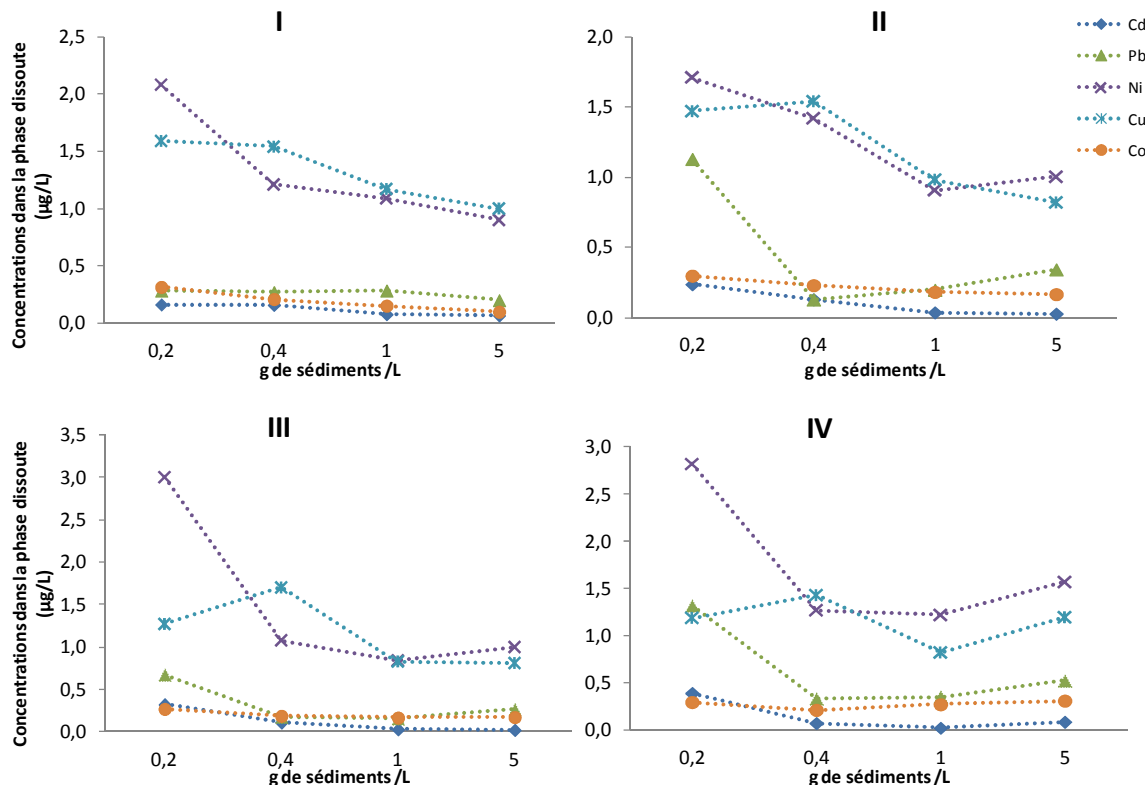 I
Concentrations dans la phase dissoute
(µg/L)
2,5
2,0
1,5
1,0
0,5
0,0
0,2 0,4 1 5
g de sédiments /L
II
2,0
1,5
1,0
0,5
0,0
0,2 0,4 1 5
g de sédiments /L
Cd
Pb
Ni
Cu
Co
III
Concentrations dans la phase dissoute
(µg/L)
3,5
3,0
2,5
2,0
1,5
1,0
0,5
0,0
0,2 0,4 1 5
g de sédiments /L
IV
3,0
2,5
2,0
1,5
1,0
0,5
0,0
0,2 0,4 1 5
g de sédiments /L